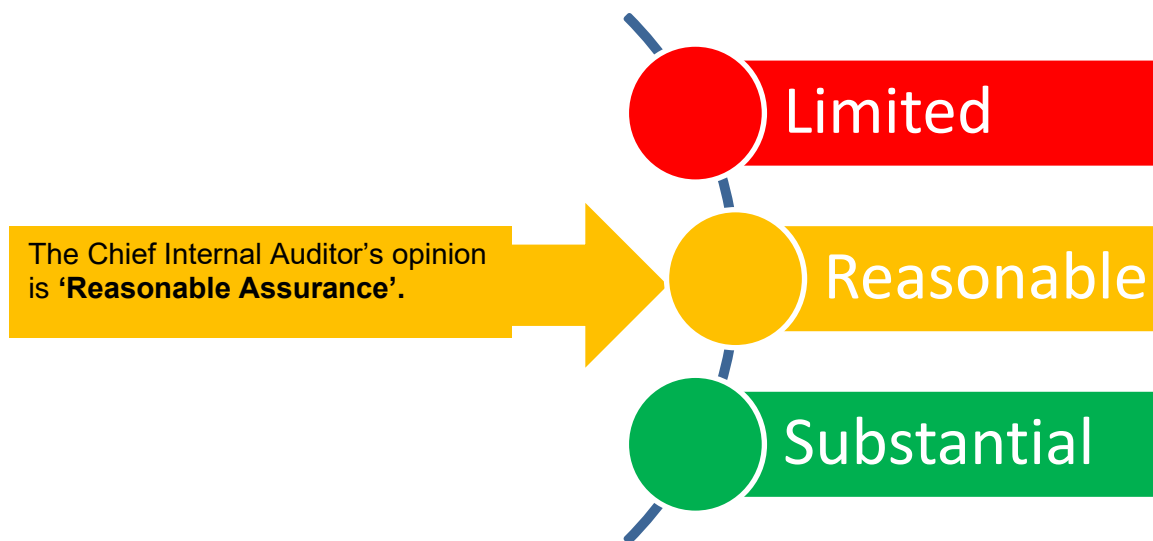 Limited
The Chief Internal Auditor’s opinion
is ‘Reasonable Assurance’.
Reasonable
Substantial